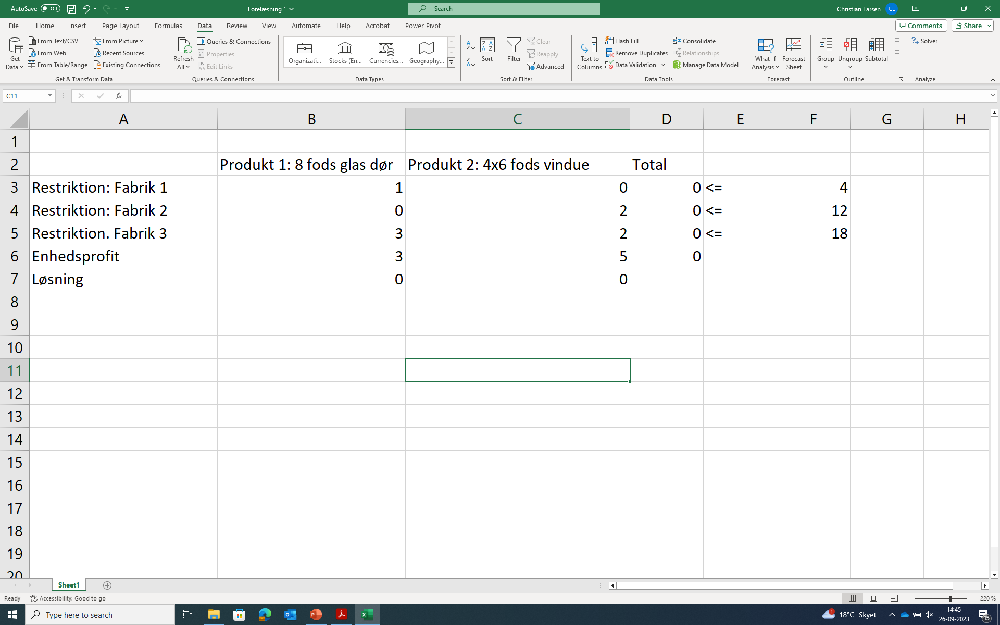 AutoSave Off Forelæsning 1 Search Christian Larsen CL
File Home Insert Page Layout Formulas Data Review View Automate Help Acrobat Power Pivot Comments Share
From Text/CSV From Picture Queries & Connections Clear Flash Fill Consolidate Solver
From Web Recent Sources Properties Reapply Remove Duplicates Relationships
From Table/Range Existing Connections Edit Links Advanced Data Validation Manage Data Model
Get Data Refresh All Organizati... Stocks (En... Currencies... Geography... Sort Filter Text to Columns What-If Analysis Forecast Sheet Group Ungroup Subtotal
Get & Transform Data Queries & Connections Data Types Sort & Filter Data Tools Forecast Outline Analyze
C11 fx
A B C D E F G H
1
2 Produkt 1: 8 fods glas dør Produkt 2: 4x6 fods vindue Total
3 Restriktion: Fabrik 1 1 0 0 <= 4
4 Restriktion: Fabrik 2 0 2 0 <= 12
5 Restriktion. Fabrik 3 3 2 0 <= 18
6 Enhedsprofit 3 5 0
7 Løsning 0 0
8
9
10
11
12
13
14
15
16
17
18
19
20
Sheet1
Ready Accessibility: Good to go 220 %
Type here to search 1 18°C Skyet 14:45
26-09-2023 15